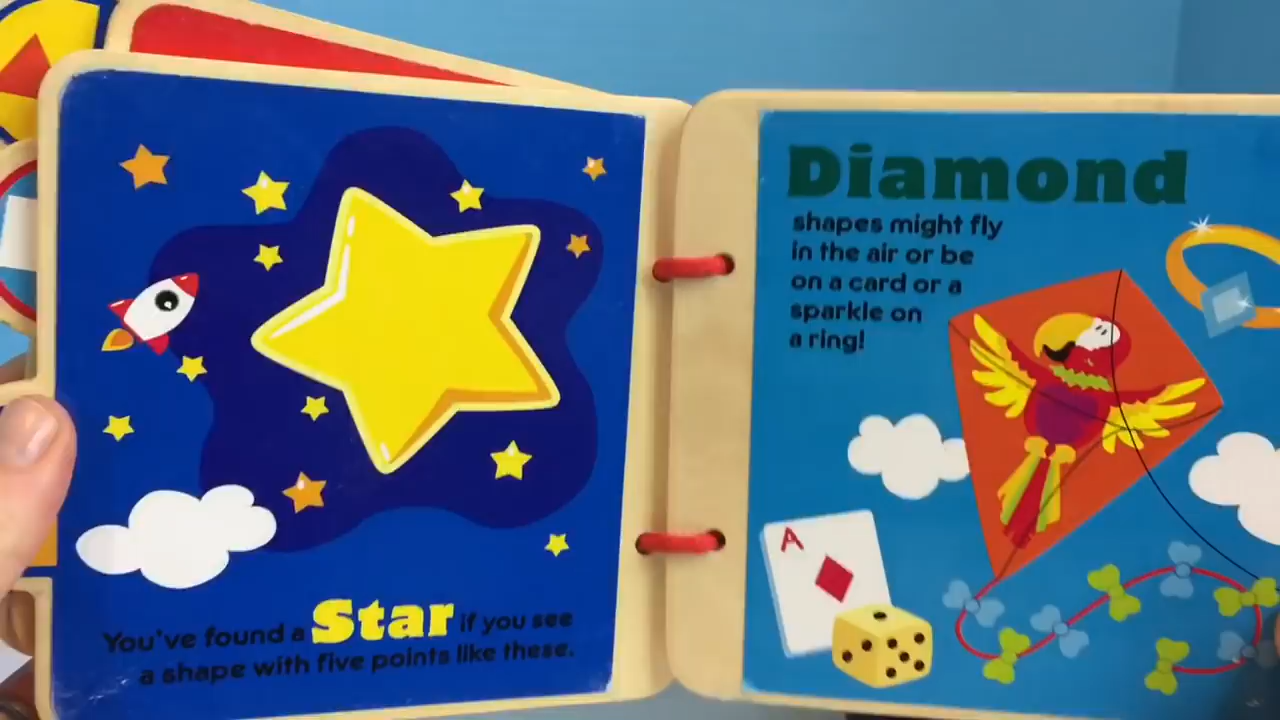 You've found a Star if you see
a shape with five points like these.
Diamond
shapes might fly
in the air or be
on a card or a
sparkle on
a ring!
A